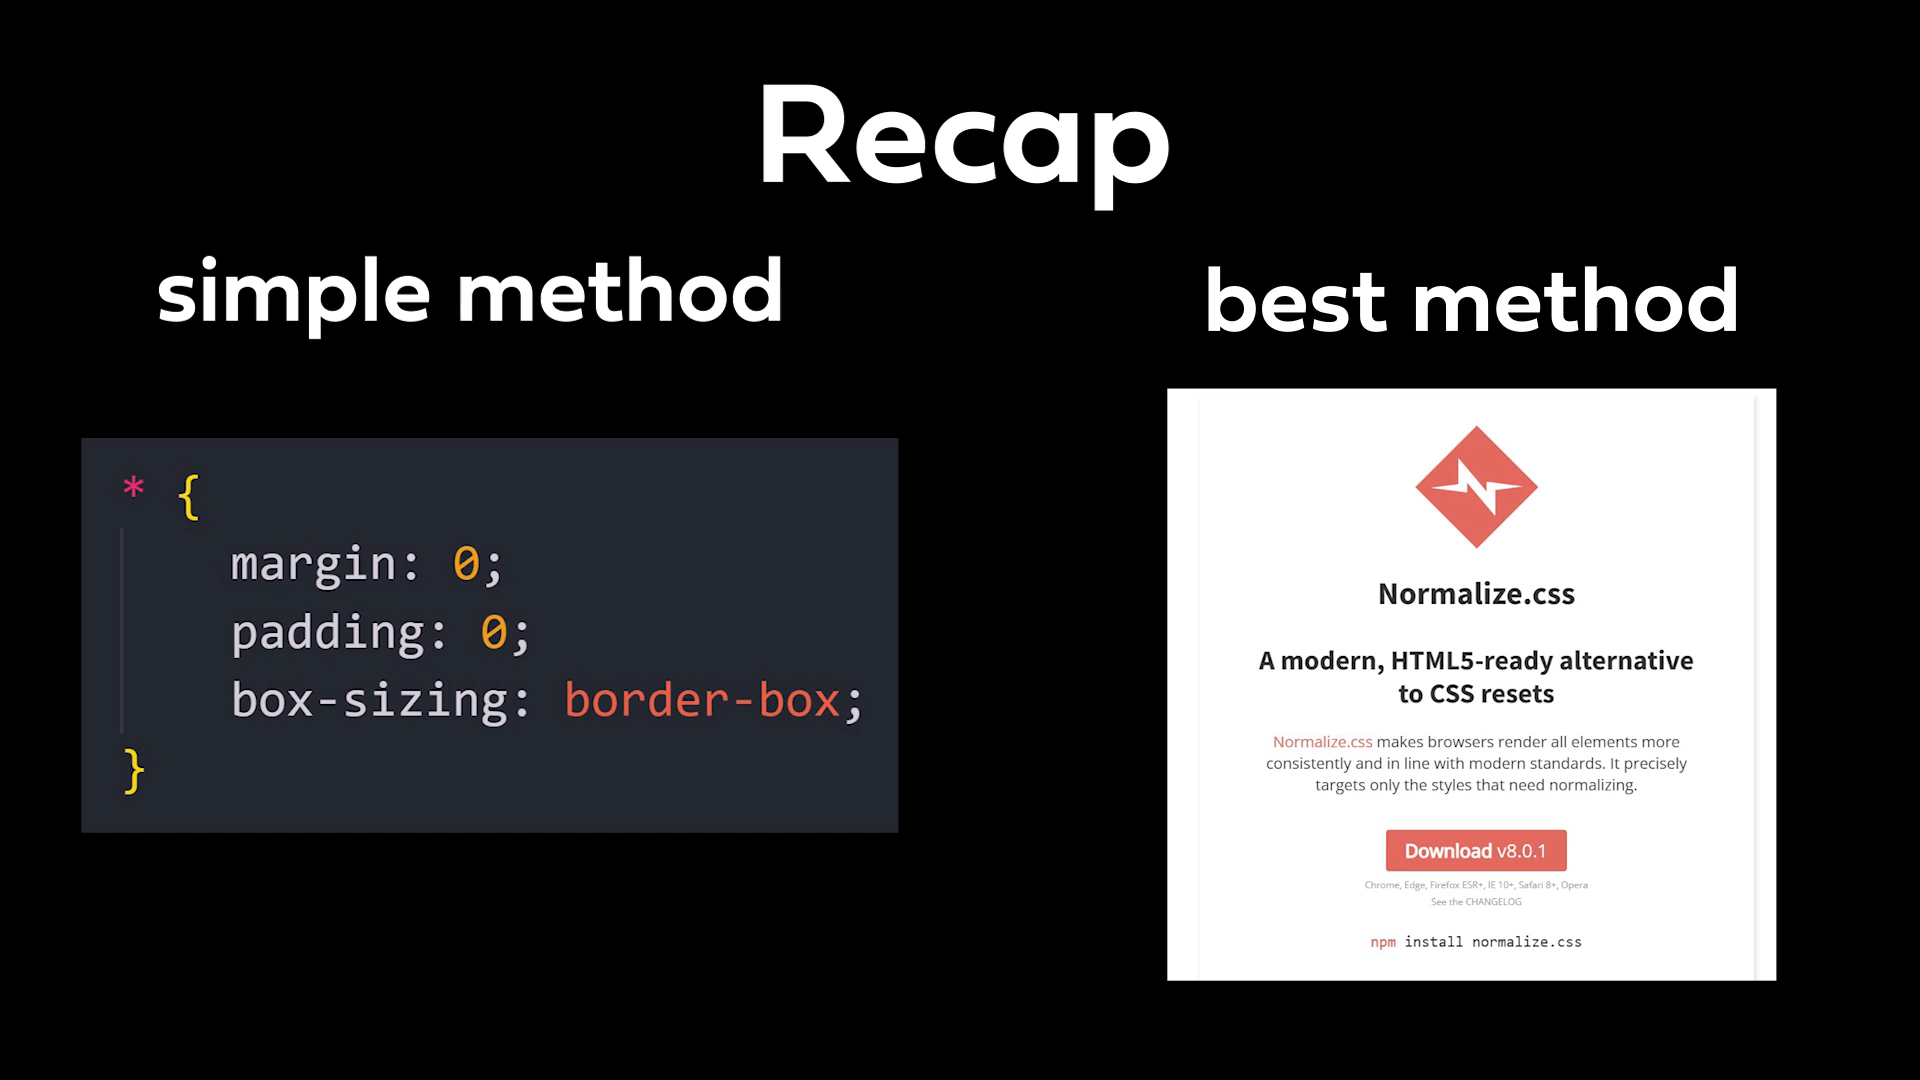 Recap
simple method
* {
margin: 0;
padding: 0;
box-sizing: border-box;
}
best method
Normalize.css
A modern, HTML5-ready alternative
to CSS resets
Normalize.css makes browsers render all elements more
consistently and in line with modern standards. It precisely
targets only the styles that need normalizing.
Download v8.0.1
Chrome, Edge, Firefox ESR+, IE 10+, Safari 8+, Opera
See the CHANGELOG
npm install normalize.css